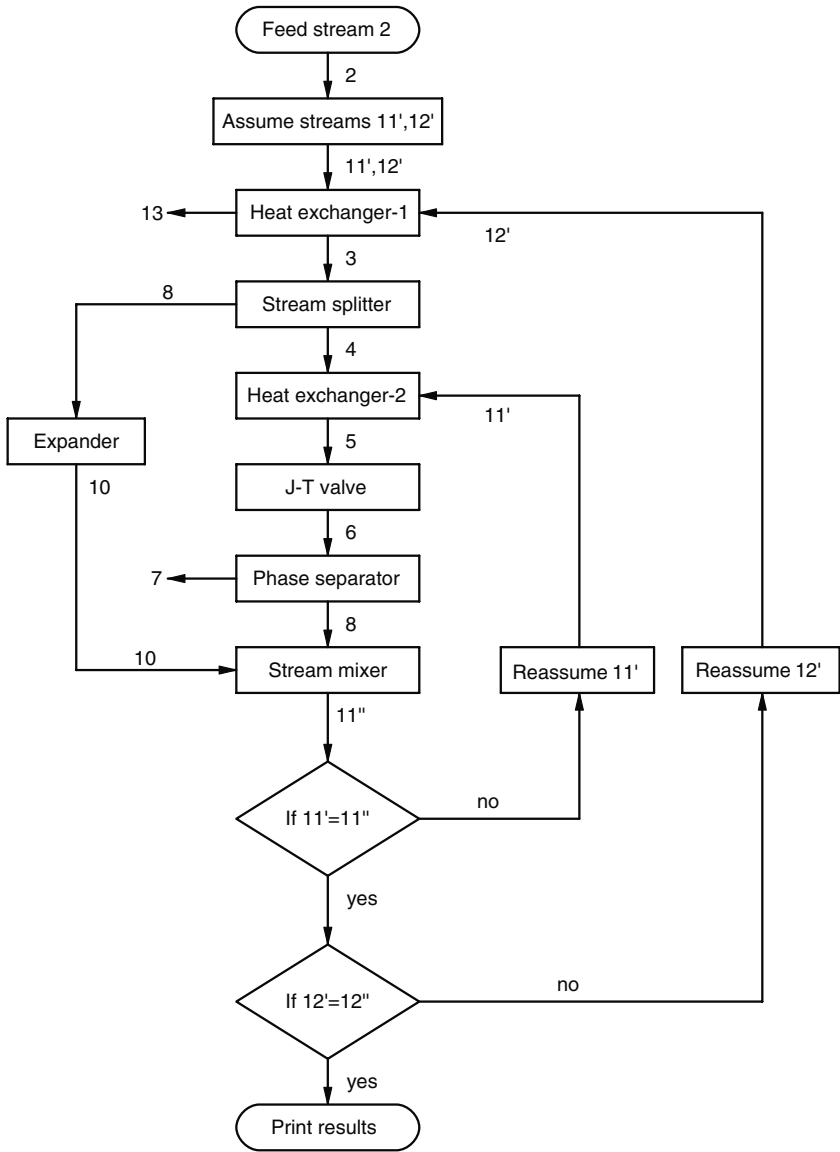 Feed stream 2
2
Assume streams 11',12'
11',12'
Heat exchanger-1
13
12'
3
8
Stream splitter
4
Heat exchanger-2
11'
Expander
5
10
J-T valve
6
7
Phase separator
8
10
Stream mixer
Reassume 11'
Reassume 12'
11"
If 11'=11"
no
yes
If 12'=12"
no
yes
Print results